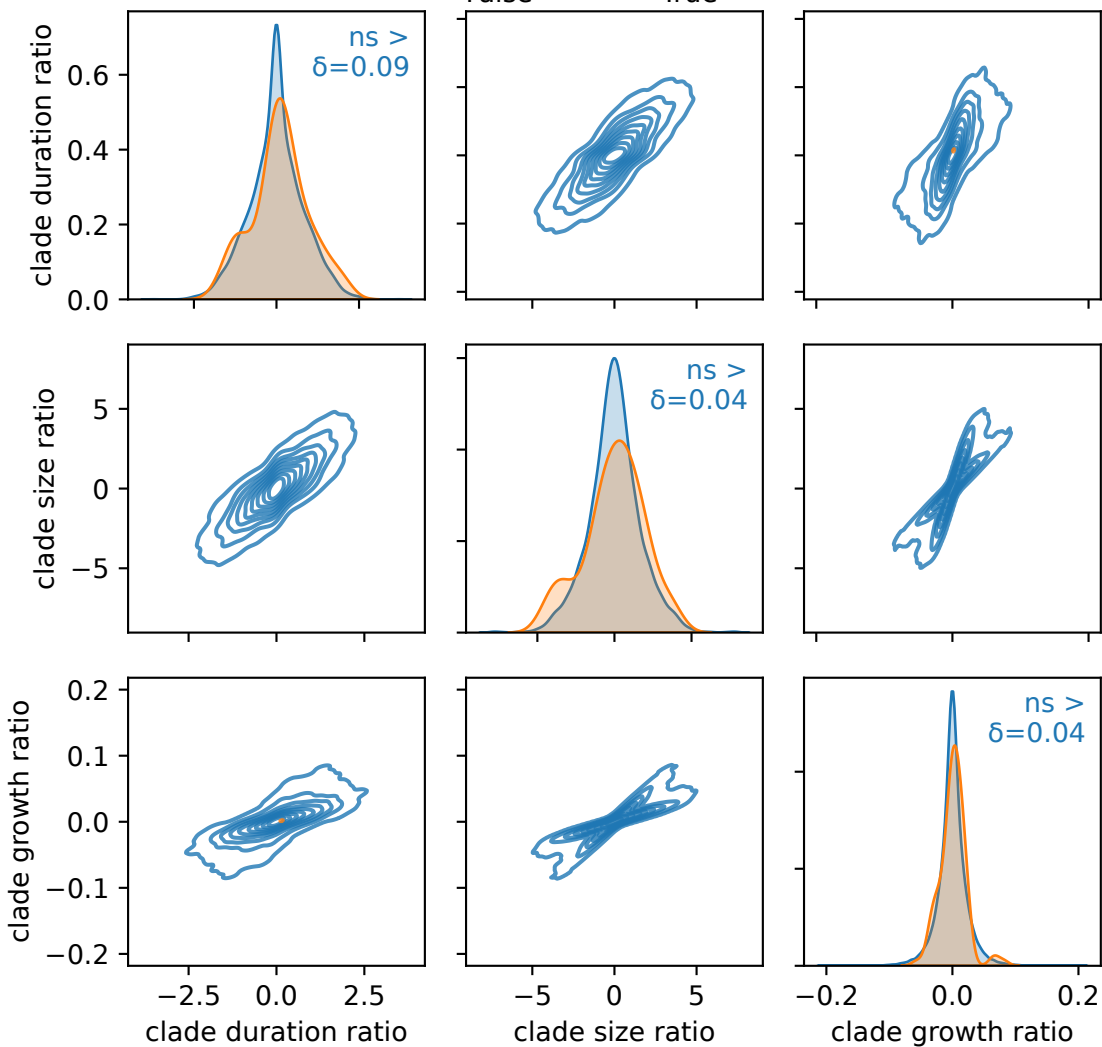 clade duration ratio
0.6
0.4
0.2
0.0
ns >
δ=0.09
clade size ratio
5
0
−5
ns >
δ=0.04
clade growth ratio
0.2
0.1
0.0
−0.1
−0.2
ns >
δ=0.04
−2.5 0.0 2.5
−5 0 5
−0.2 0.0 0.2
clade duration ratio
clade size ratio
clade growth ratio